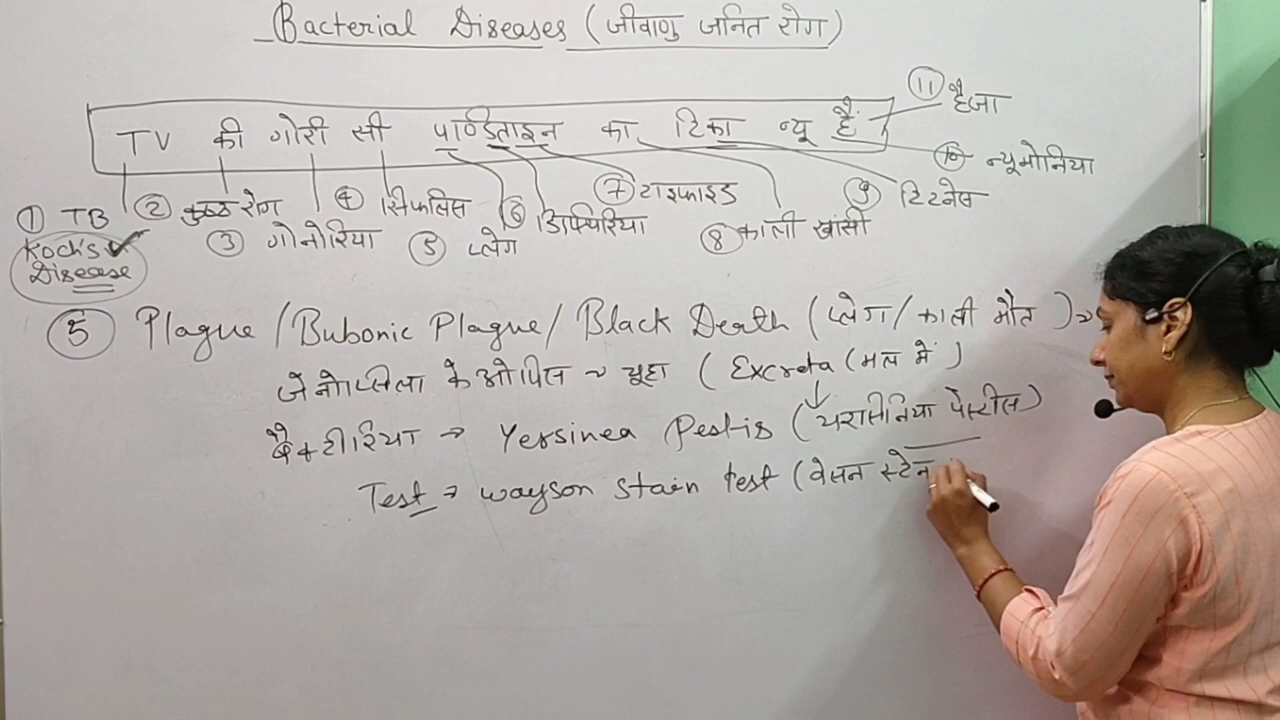 Bacterial Diseases (जीवाणु जनित रोग)
⑪ हैजा
TV की गोरी सी पाण्डिताइन का टिका न्यू हैं
⑩ न्यूमोनिया
① TB ② कुष्ठ रोग ④ सिफलिस ⑥ डिफ्थिरिया ⑦ टाइफाइड ⑨ टिटनेस
③ गोनोरिया ⑤ प्लेग ⑧ काली खांसी
Koch's
Disease
⑤ Plague / Bubonic Plague / Black Death (प्लेग / काली मौत)
जेनोप्सिला केओपिस ~ चूहा ( Excreta (मल में)
बैक्टीरिया → Yersinea Pestis (यरसीनिया पेस्टीस)
Test → wayson stain test (वेसन स्टेन